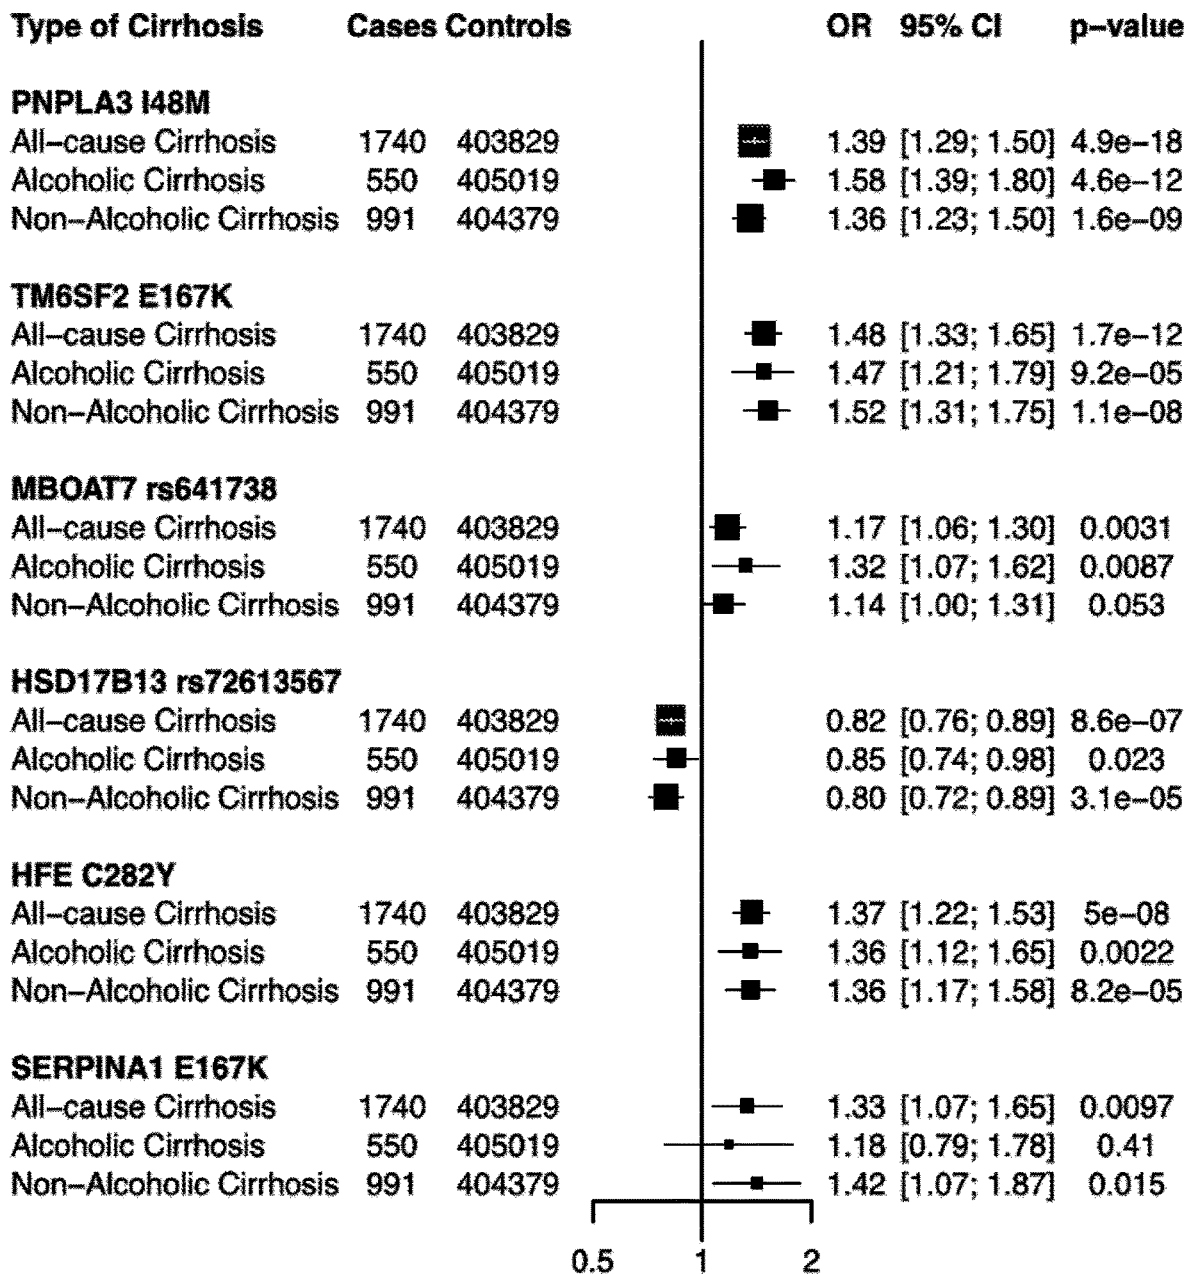 Type of Cirrhosis Cases Controls OR 95% CI p-value
PNPLA3 I48M
All-cause Cirrhosis 1740 403829 1.39 [1.29; 1.50] 4.9e-18
Alcoholic Cirrhosis 550 405019 1.58 [1.39; 1.80] 4.6e-12
Non-Alcoholic Cirrhosis 991 404379 1.36 [1.23; 1.50] 1.6e-09
TM6SF2 E167K
All-cause Cirrhosis 1740 403829 1.48 [1.33; 1.65] 1.7e-12
Alcoholic Cirrhosis 550 405019 1.47 [1.21; 1.79] 9.2e-05
Non-Alcoholic Cirrhosis 991 404379 1.52 [1.31; 1.75] 1.1e-08
MBOAT7 rs641738
All-cause Cirrhosis 1740 403829 1.17 [1.06; 1.30] 0.0031
Alcoholic Cirrhosis 550 405019 1.32 [1.07; 1.62] 0.0087
Non-Alcoholic Cirrhosis 991 404379 1.14 [1.00; 1.31] 0.053
HSD17B13 rs72613567
All-cause Cirrhosis 1740 403829 0.82 [0.76; 0.89] 8.6e-07
Alcoholic Cirrhosis 550 405019 0.85 [0.74; 0.98] 0.023
Non-Alcoholic Cirrhosis 991 404379 0.80 [0.72; 0.89] 3.1e-05
HFE C282Y
All-cause Cirrhosis 1740 403829 1.37 [1.22; 1.53] 5e-08
Alcoholic Cirrhosis 550 405019 1.36 [1.12; 1.65] 0.0022
Non-Alcoholic Cirrhosis 991 404379 1.36 [1.17; 1.58] 8.2e-05
SERPINA1 E167K
All-cause Cirrhosis 1740 403829 1.33 [1.07; 1.65] 0.0097
Alcoholic Cirrhosis 550 405019 1.18 [0.79; 1.78] 0.41
Non-Alcoholic Cirrhosis 991 404379 1.42 [1.07; 1.87] 0.015
0.5 1 2